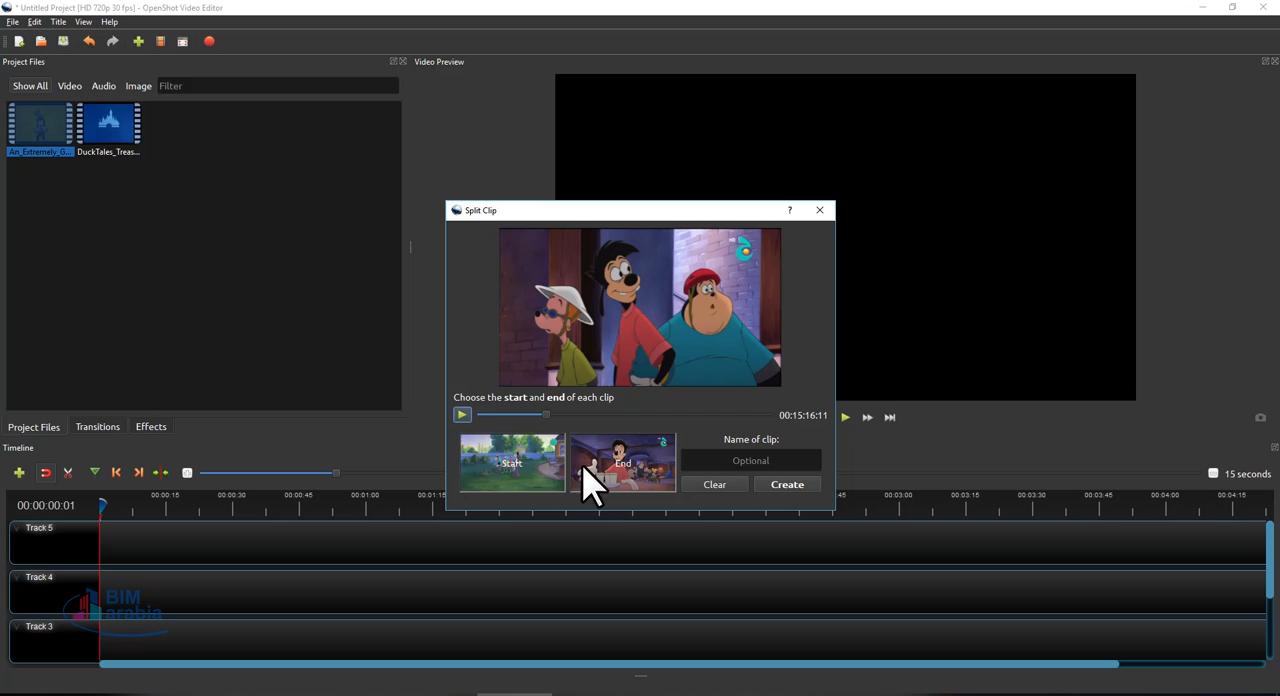 * Untitled Project [HD 720p 30 fps] - OpenShot Video Editor
File Edit Title View Help
Project Files
Video Preview
Show All Video Audio Image Filter
An_Extremely_G... DuckTales_Treas...
Split Clip
?
Choose the start and end of each clip
00:15:16:11
Start
End
Name of clip:
Optional
Clear
Create
Project Files Transitions Effects
Timeline
15 seconds
00:00:00:01
00:00:15 00:00:30 00:00:45 00:01:00 00:01:15 45 00:03:00 00:03:15 00:03:30 00:03:45 00:04:00 00:04:15
Track 5
Track 4
BIM
arabia
Track 3